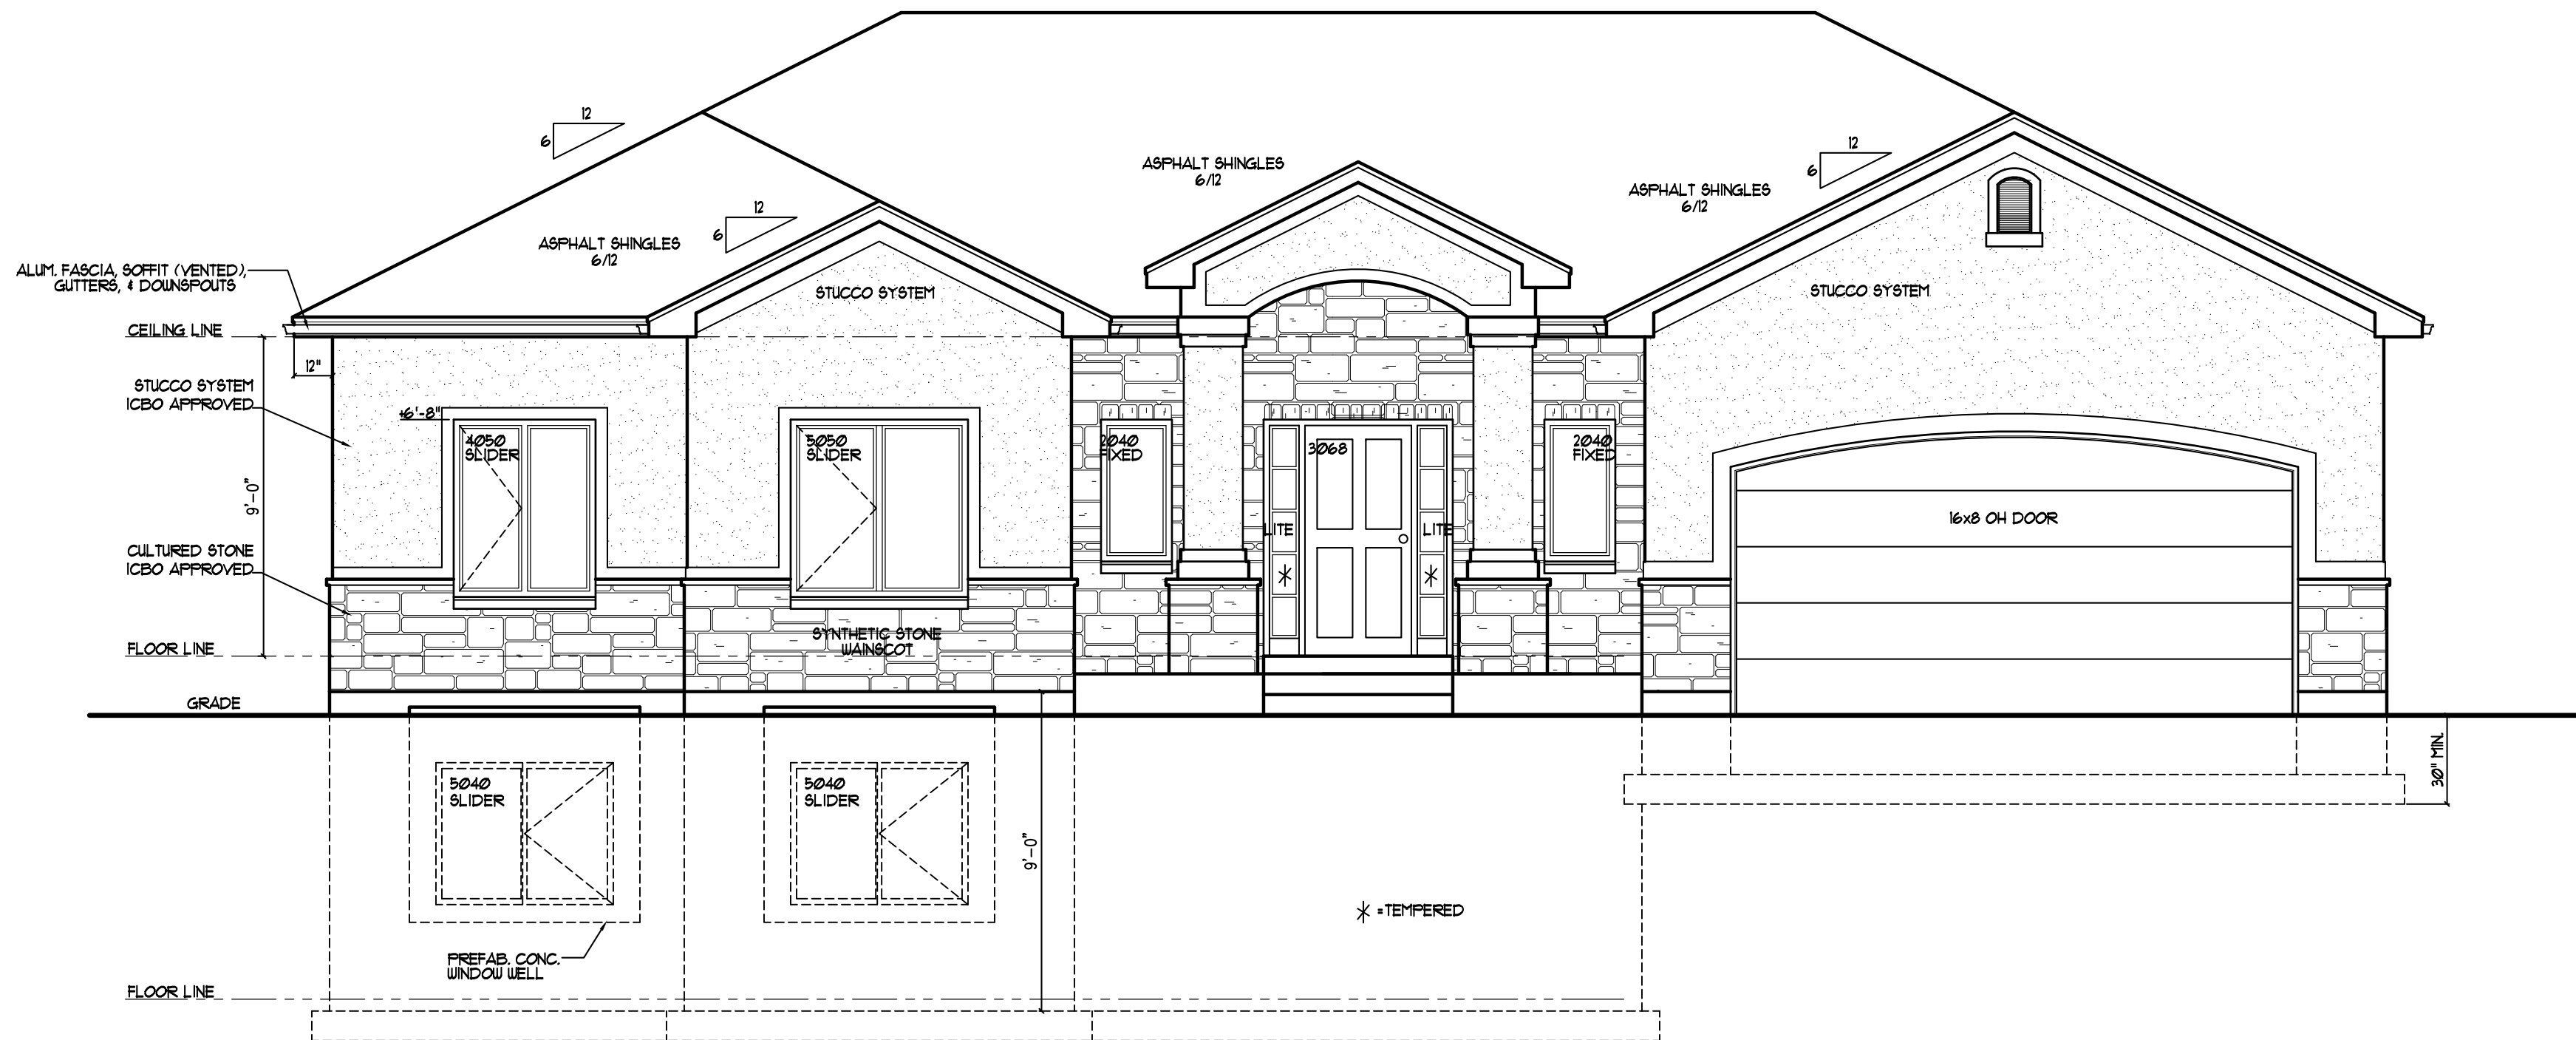 12
6
12
6
ASPHALT SHINGLES
6/12
12
6
ASPHALT SHINGLES
6/12
ASPHALT SHINGLES
6/12
ALUM. FASCIA, SOFFIT (VENTED),
GUTTERS, & DOWNSPOUTS
STUCCO SYSTEM
STUCCO SYSTEM
CEILING LINE
12"
STUCCO SYSTEM
ICBO APPROVED
+6'-8"
4050
SLIDER
5050
SLIDER
2040
FIXED
3068
2040
FIXED
9'-0"
LITE
LITE
16x8 OH DOOR
CULTURED STONE
ICBO APPROVED
SYNTHETIC STONE
WAINSCOT
FLOOR LINE
GRADE
30" MIN.
5040
SLIDER
5040
SLIDER
9'-0"
=TEMPERED
PREFAB. CONC.
WINDOW WELL
FLOOR LINE